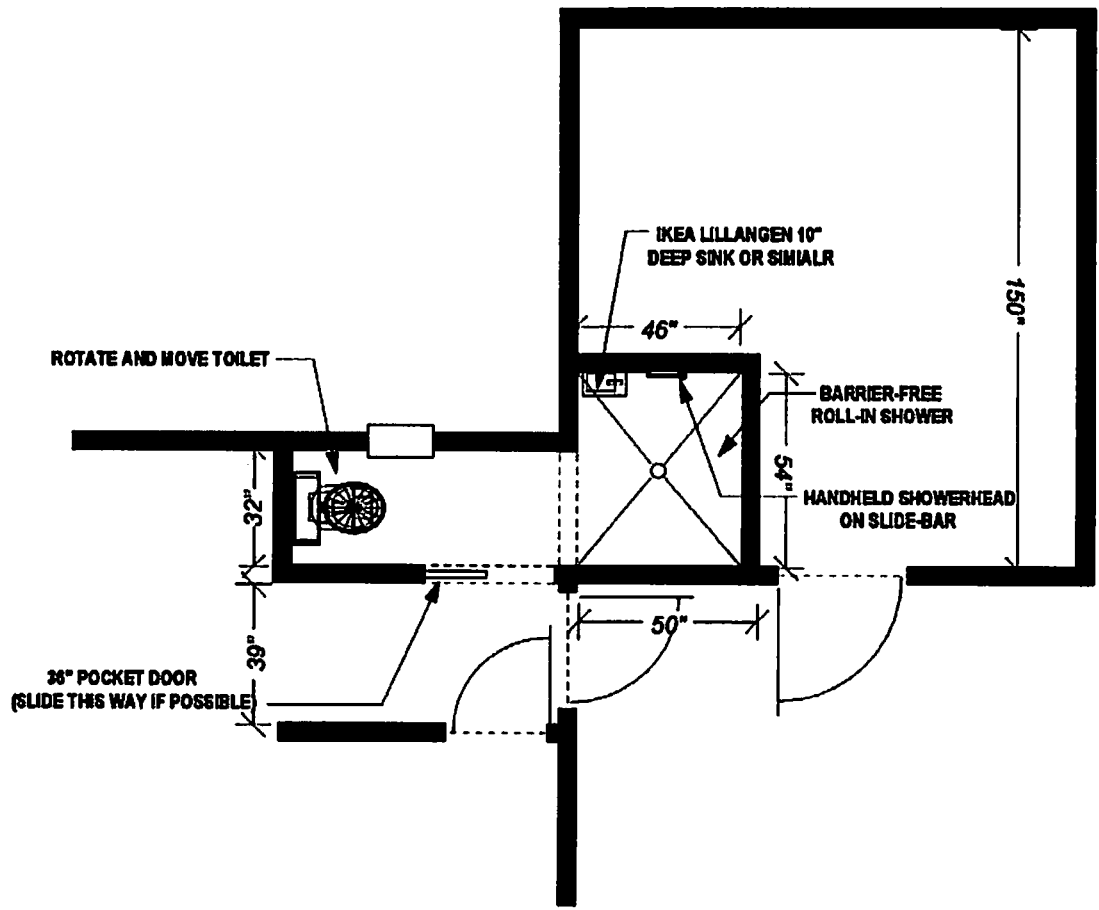 IKEA LILLANGEN 10"
DEEP SINK OR SIMIALR
46"
150"
ROTATE AND MOVE TOILET
BARRIER-FREE
ROLL-IN SHOWER
54"
HANDHELD SHOWERHEAD
ON SLIDE-BAR
32"
50"
39"
36" POCKET DOOR
(SLIDE THIS WAY IF POSSIBLE)